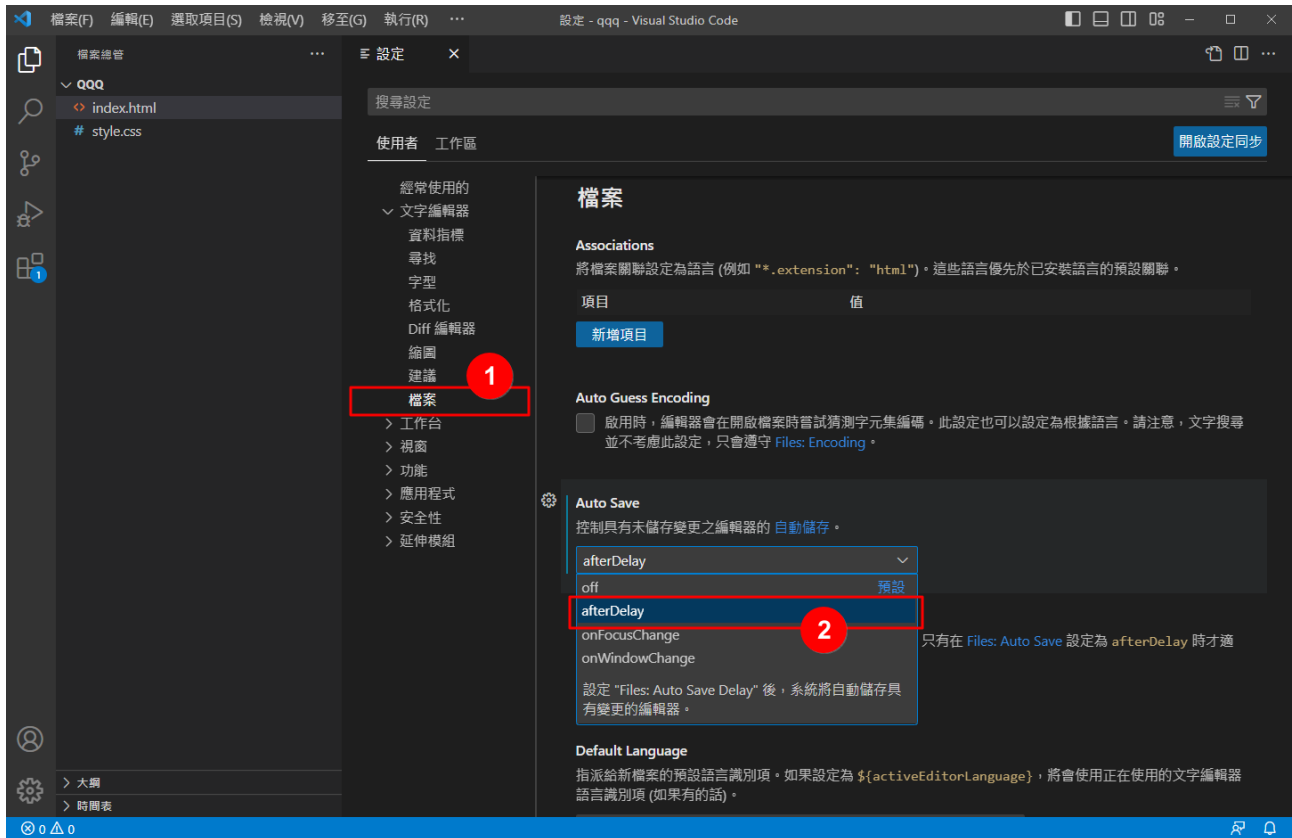 檔案(F) 編輯(E) 選取項目(S) 檢視(V) 移至(G) 執行(R) ··· 設定 - qqq - Visual Studio Code
檔案總管 ···
QQQ
<> index.html
# style.css
設定
搜尋設定
使用者 工作區
開啟設定同步
經常使用的
文字編輯器
資料指標
尋找
字型
格式化
Diff 編輯器
縮圖
建議
檔案
工作台
視窗
功能
應用程式
安全性
延伸模組
1
檔案
Associations
將檔案關聯設定為語言 (例如 "*.extension": "html")。這些語言優先於已安裝語言的預設關聯。
項目 值
新增項目
Auto Guess Encoding
啟用時，編輯器會在開啟檔案時嘗試猜測字元集編碼。此設定也可以設定為根據語言。請注意，文字搜尋
並不考慮此設定，只會遵守 Files: Encoding。
Auto Save
控制具有未儲存變更之編輯器的 自動儲存。
afterDelay
off 預設
afterDelay
onFocusChange
onWindowChange
2
只有在 Files: Auto Save 設定為 afterDelay 時才適
設定 "Files: Auto Save Delay" 後，系統將自動儲存具
有變更的編輯器。
Default Language
指派給新檔案的預設語言識別項。如果設定為 ${activeEditorLanguage}，將會使用正在使用的文字編輯器
語言識別項 (如果有的話)。
大綱
時間表
1
0 0